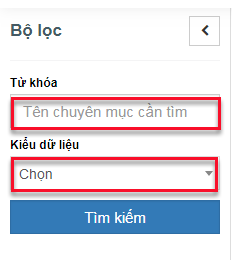 Bộ lọc
Từ khóa
Tên chuyên mục cần tìm
Kiểu dữ liệu
Chọn
Tìm kiếm